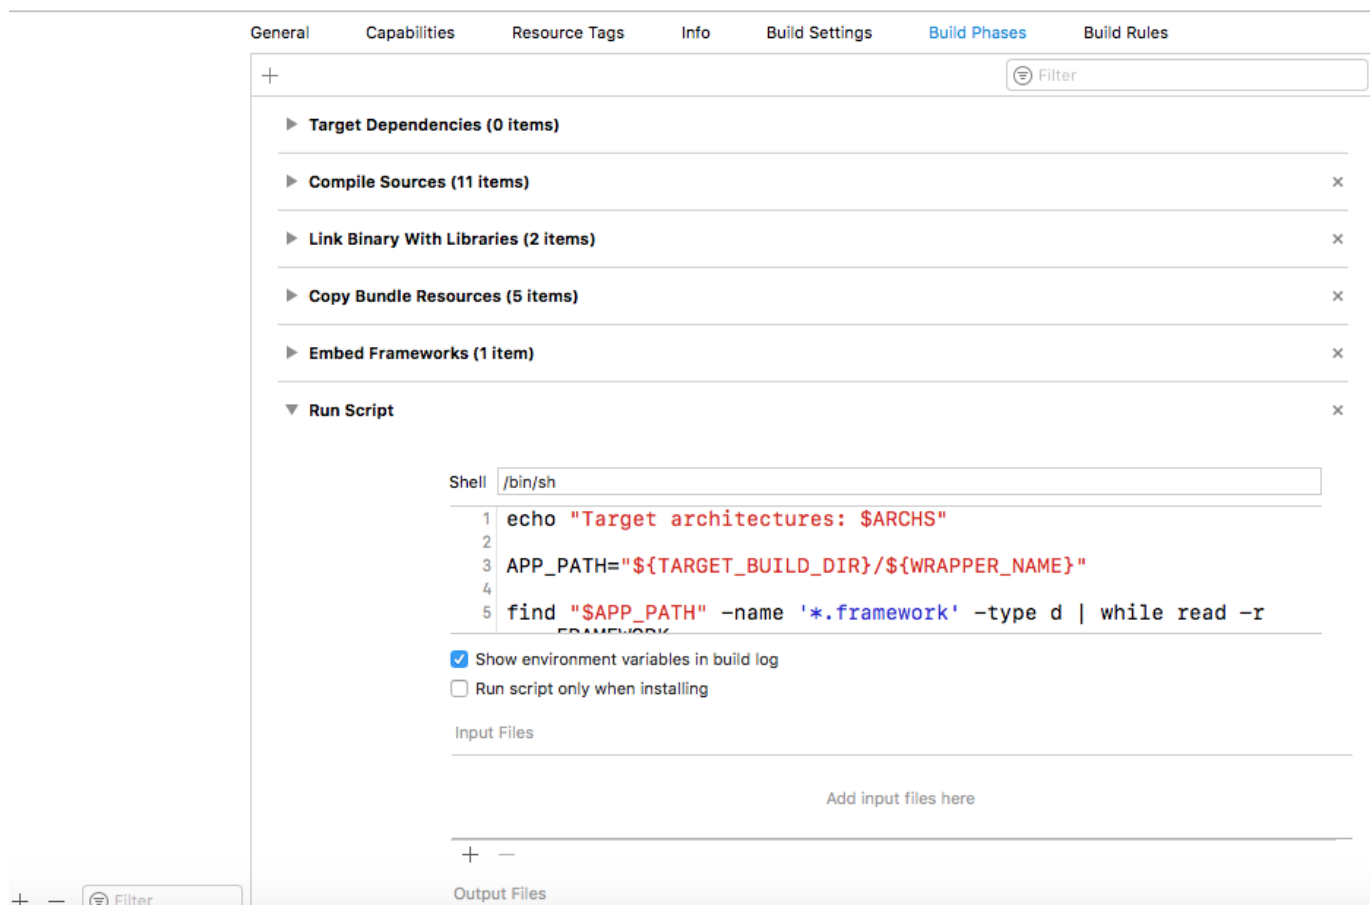 General Capabilities Resource Tags Info Build Settings Build Phases Build Rules
Filter
Target Dependencies (0 items)
Compile Sources (11 items)
Link Binary With Libraries (2 items)
Copy Bundle Resources (5 items)
Embed Frameworks (1 item)
Run Script
Shell /bin/sh
1 echo "Target architectures: $ARCHS"
2
3 APP_PATH="${TARGET_BUILD_DIR}/${WRAPPER_NAME}"
4
5 find "$APP_PATH" -name '*.framework' -type d | while read -r
FRAMEWORK
Show environment variables in build log
Run script only when installing
Input Files
Add input files here
Output Files
Filter